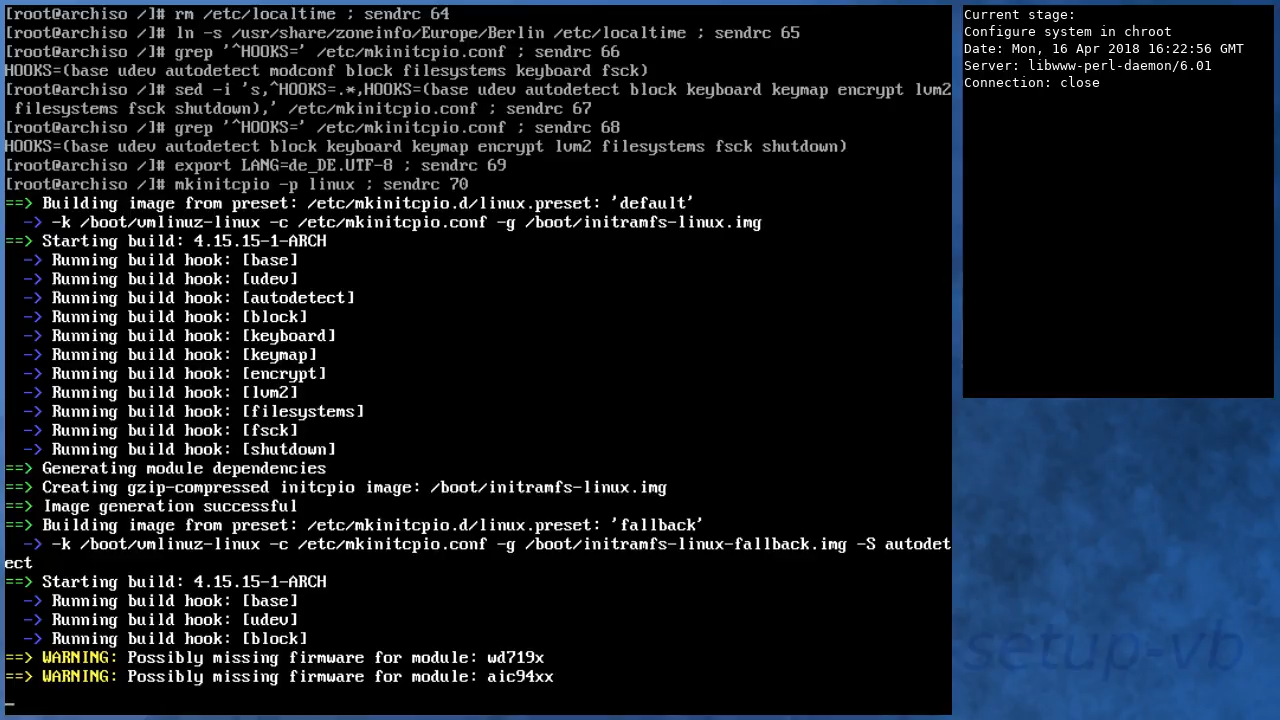 [root@archiso /]# rm /etc/localtime ; sendrc 64
[root@archiso /]# ln -s /usr/share/zoneinfo/Europe/Berlin /etc/localtime ; sendrc 65
[root@archiso /]# grep '^HOOKS=' /etc/mkinitcpio.conf ; sendrc 66
HOOKS=(base udev autodetect modconf block filesystems keyboard fsck)
[root@archiso /]# sed -i 's,^HOOKS=.*,HOOKS=(base udev autodetect block keyboard keymap encrypt lvm2
 filesystems fsck shutdown),' /etc/mkinitcpio.conf ; sendrc 67
[root@archiso /]# grep '^HOOKS=' /etc/mkinitcpio.conf ; sendrc 68
HOOKS=(base udev autodetect block keyboard keymap encrypt lvm2 filesystems fsck shutdown)
[root@archiso /]# export LANG=de_DE.UTF-8 ; sendrc 69
[root@archiso /]# mkinitcpio -p linux ; sendrc 70
==> Building image from preset: /etc/mkinitcpio.d/linux.preset: 'default'
  -> -k /boot/vmlinuz-linux -c /etc/mkinitcpio.conf -g /boot/initramfs-linux.img
==> Starting build: 4.15.15-1-ARCH
  -> Running build hook: [base]
  -> Running build hook: [udev]
  -> Running build hook: [autodetect]
  -> Running build hook: [block]
  -> Running build hook: [keyboard]
  -> Running build hook: [keymap]
  -> Running build hook: [encrypt]
  -> Running build hook: [lvm2]
  -> Running build hook: [filesystems]
  -> Running build hook: [fsck]
  -> Running build hook: [shutdown]
==> Generating module dependencies
==> Creating gzip-compressed initcpio image: /boot/initramfs-linux.img
==> Image generation successful
==> Building image from preset: /etc/mkinitcpio.d/linux.preset: 'fallback'
  -> -k /boot/vmlinuz-linux -c /etc/mkinitcpio.conf -g /boot/initramfs-linux-fallback.img -S autodet
ect
==> Starting build: 4.15.15-1-ARCH
  -> Running build hook: [base]
  -> Running build hook: [udev]
  -> Running build hook: [block]
==> WARNING: Possibly missing firmware for module: wd719x
==> WARNING: Possibly missing firmware for module: aic94xx
Current stage:
Configure system in chroot
Date: Mon, 16 Apr 2018 16:22:56 GMT
Server: libwww-perl-daemon/6.01
Connection: close
setup-vb